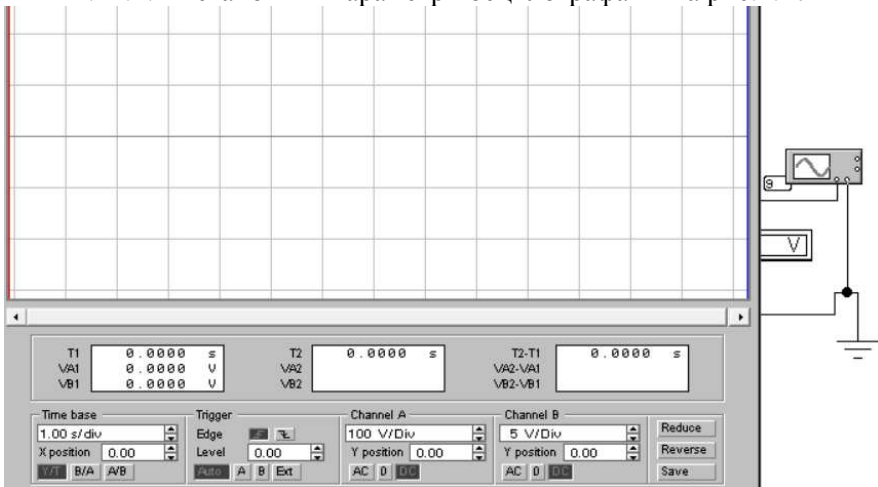 9
V
T1 0.0000 s T2 0.0000 s T2-T1 0.0000 s
VA1 0.0000 V VA2 VA2-VA1
VB1 0.0000 V VB2 VB2-VB1
Time base Trigger Channel A Channel B
1.00 s/div Edge 100 V/Div 5 V/Div Reduce
X position 0.00 Level 0.00 Y position 0.00 Y position 0.00 Reverse
Y/T B/A A/B Auto A B Ext AC 0 DC AC 0 DC Save